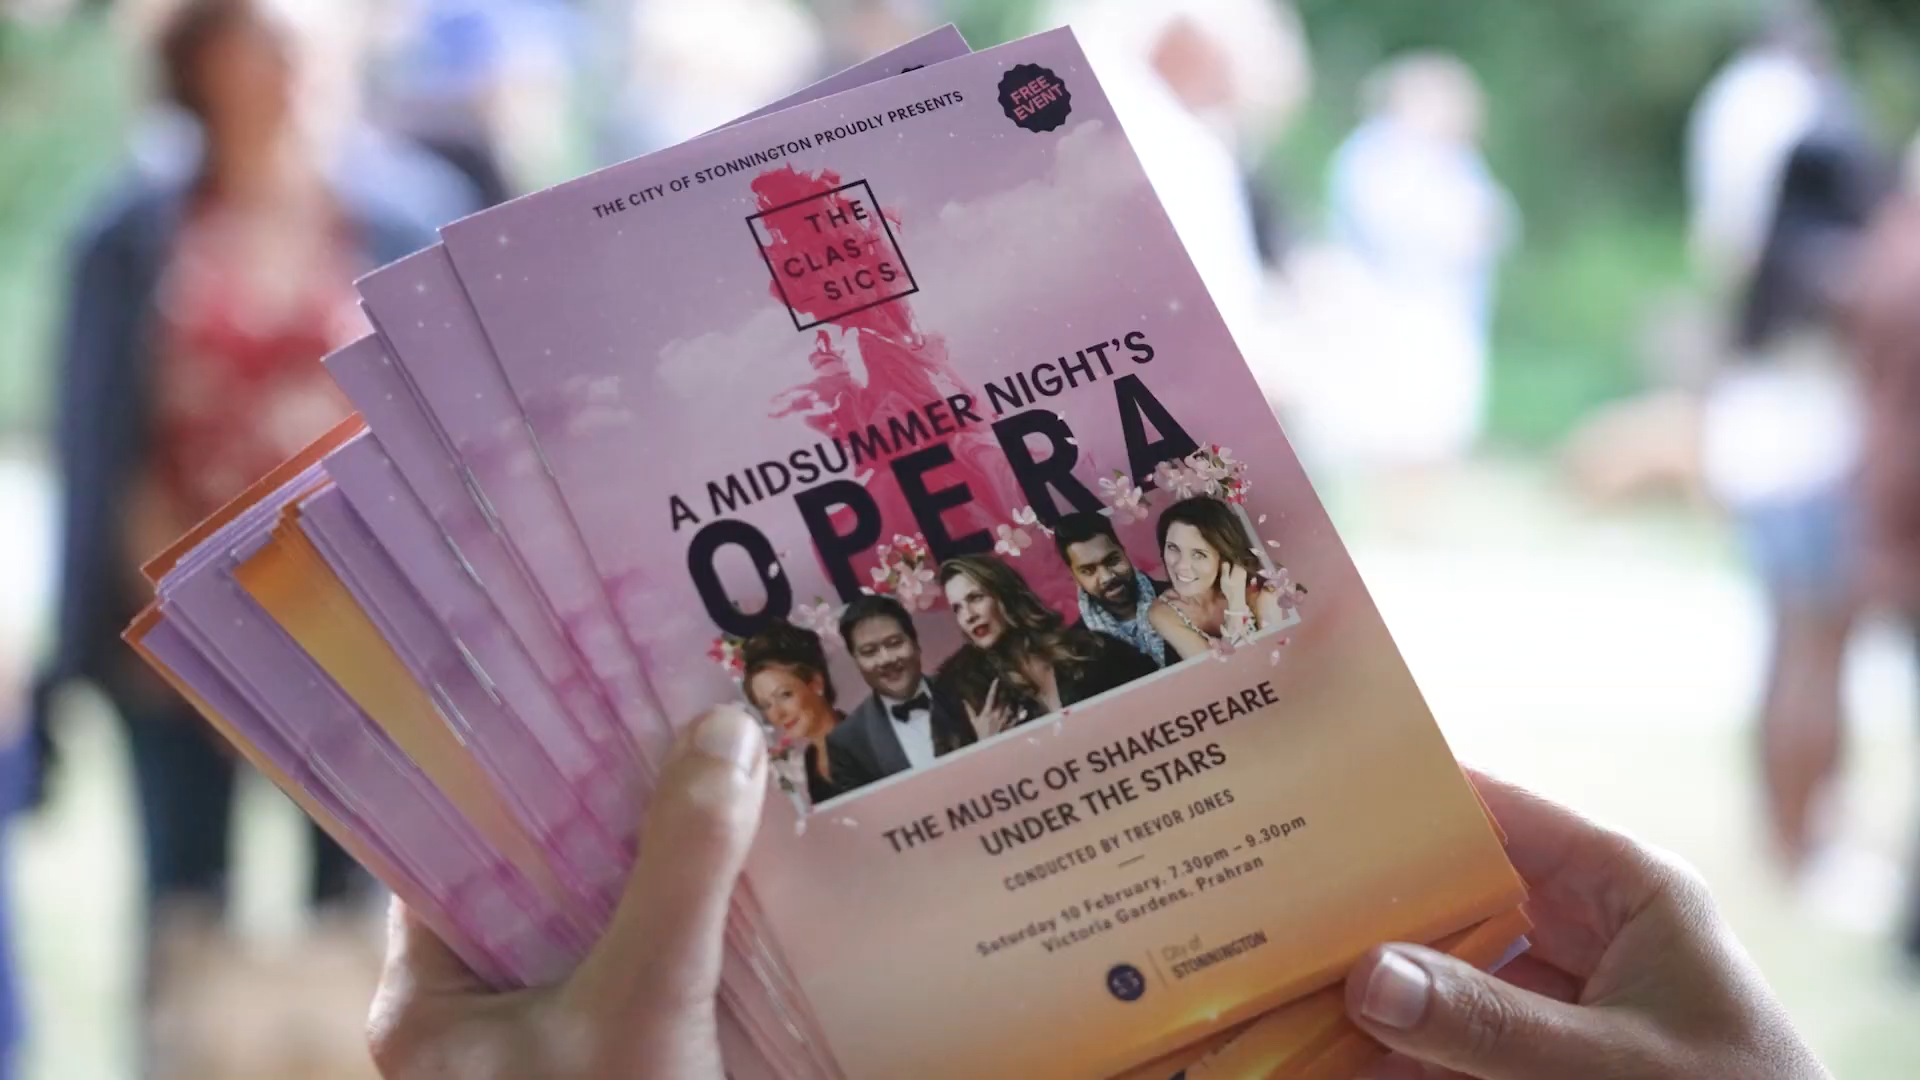 THE CITY OF STONNINGTON PROUDLY PRESENTS
FREE
EVENT
THE
CLAS-
SICS
A MIDSUMMER NIGHT'S
OPERA
THE MUSIC OF SHAKESPEARE
UNDER THE STARS
CONDUCTED BY TREVOR JONES
Saturday 10 February, 7.30pm – 9.30pm
Victoria Gardens, Prahran
City of
STONNINGTON